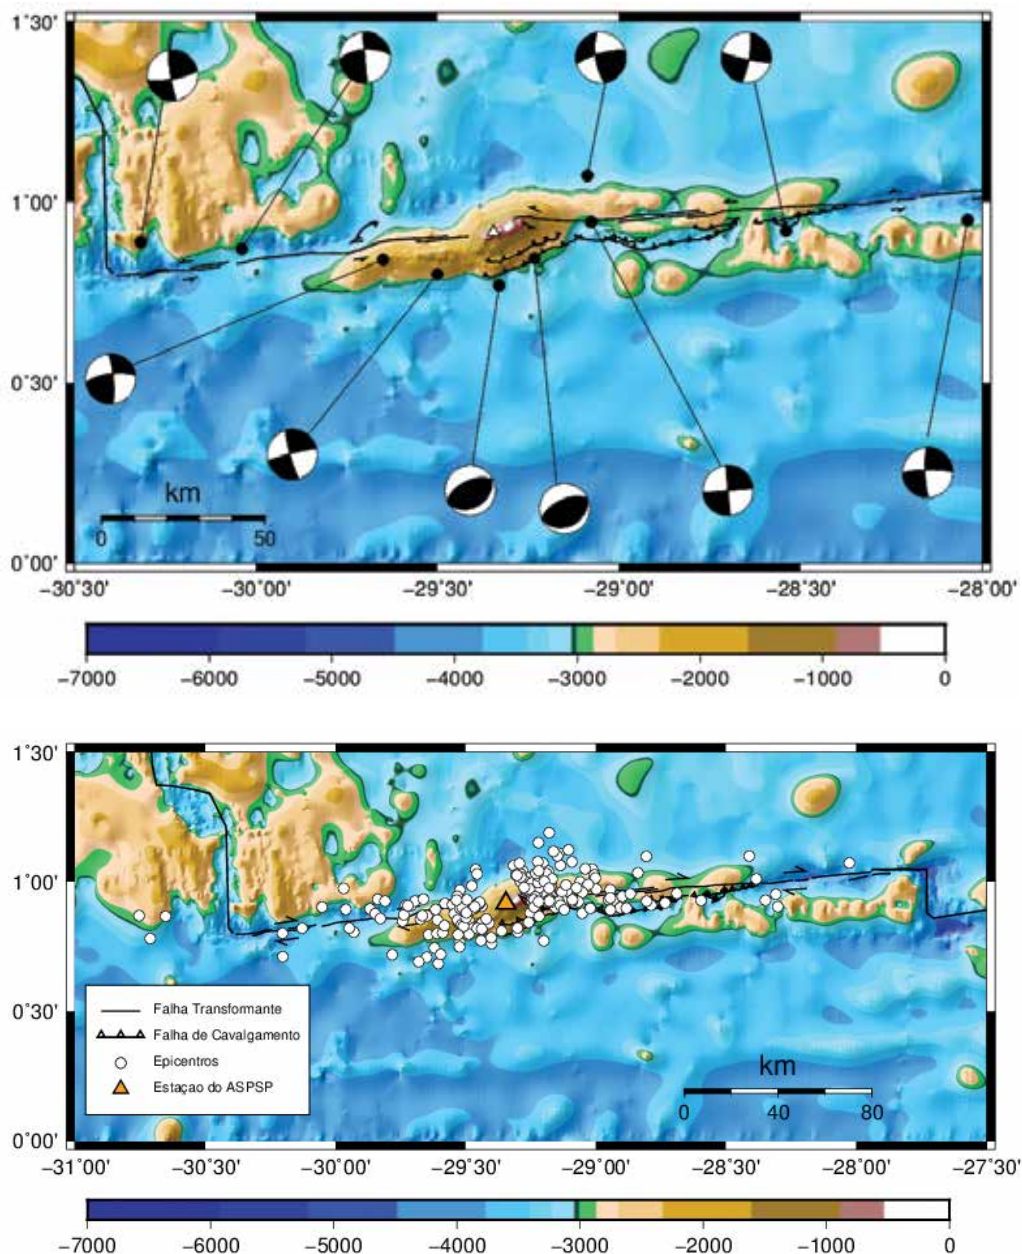 1˚30'
1˚00'
0˚30'
km
0 50
0˚00'
−30˚30' −30˚00' −29˚30' −29˚00' −28˚30' −28˚00'
−7000 −6000 −5000 −4000 −3000 −2000 −1000 0
1˚30'
1˚00'
0˚30'
Falha Transformante
Falha de Cavalgamento
Epicentros
Estaçao do ASPSP
km
0 40 80
0˚00'
−31˚00' −30˚30' −30˚00' −29˚30' −29˚00' −28˚30' −28˚00' −27˚30'
−7000 −6000 −5000 −4000 −3000 −2000 −1000 0